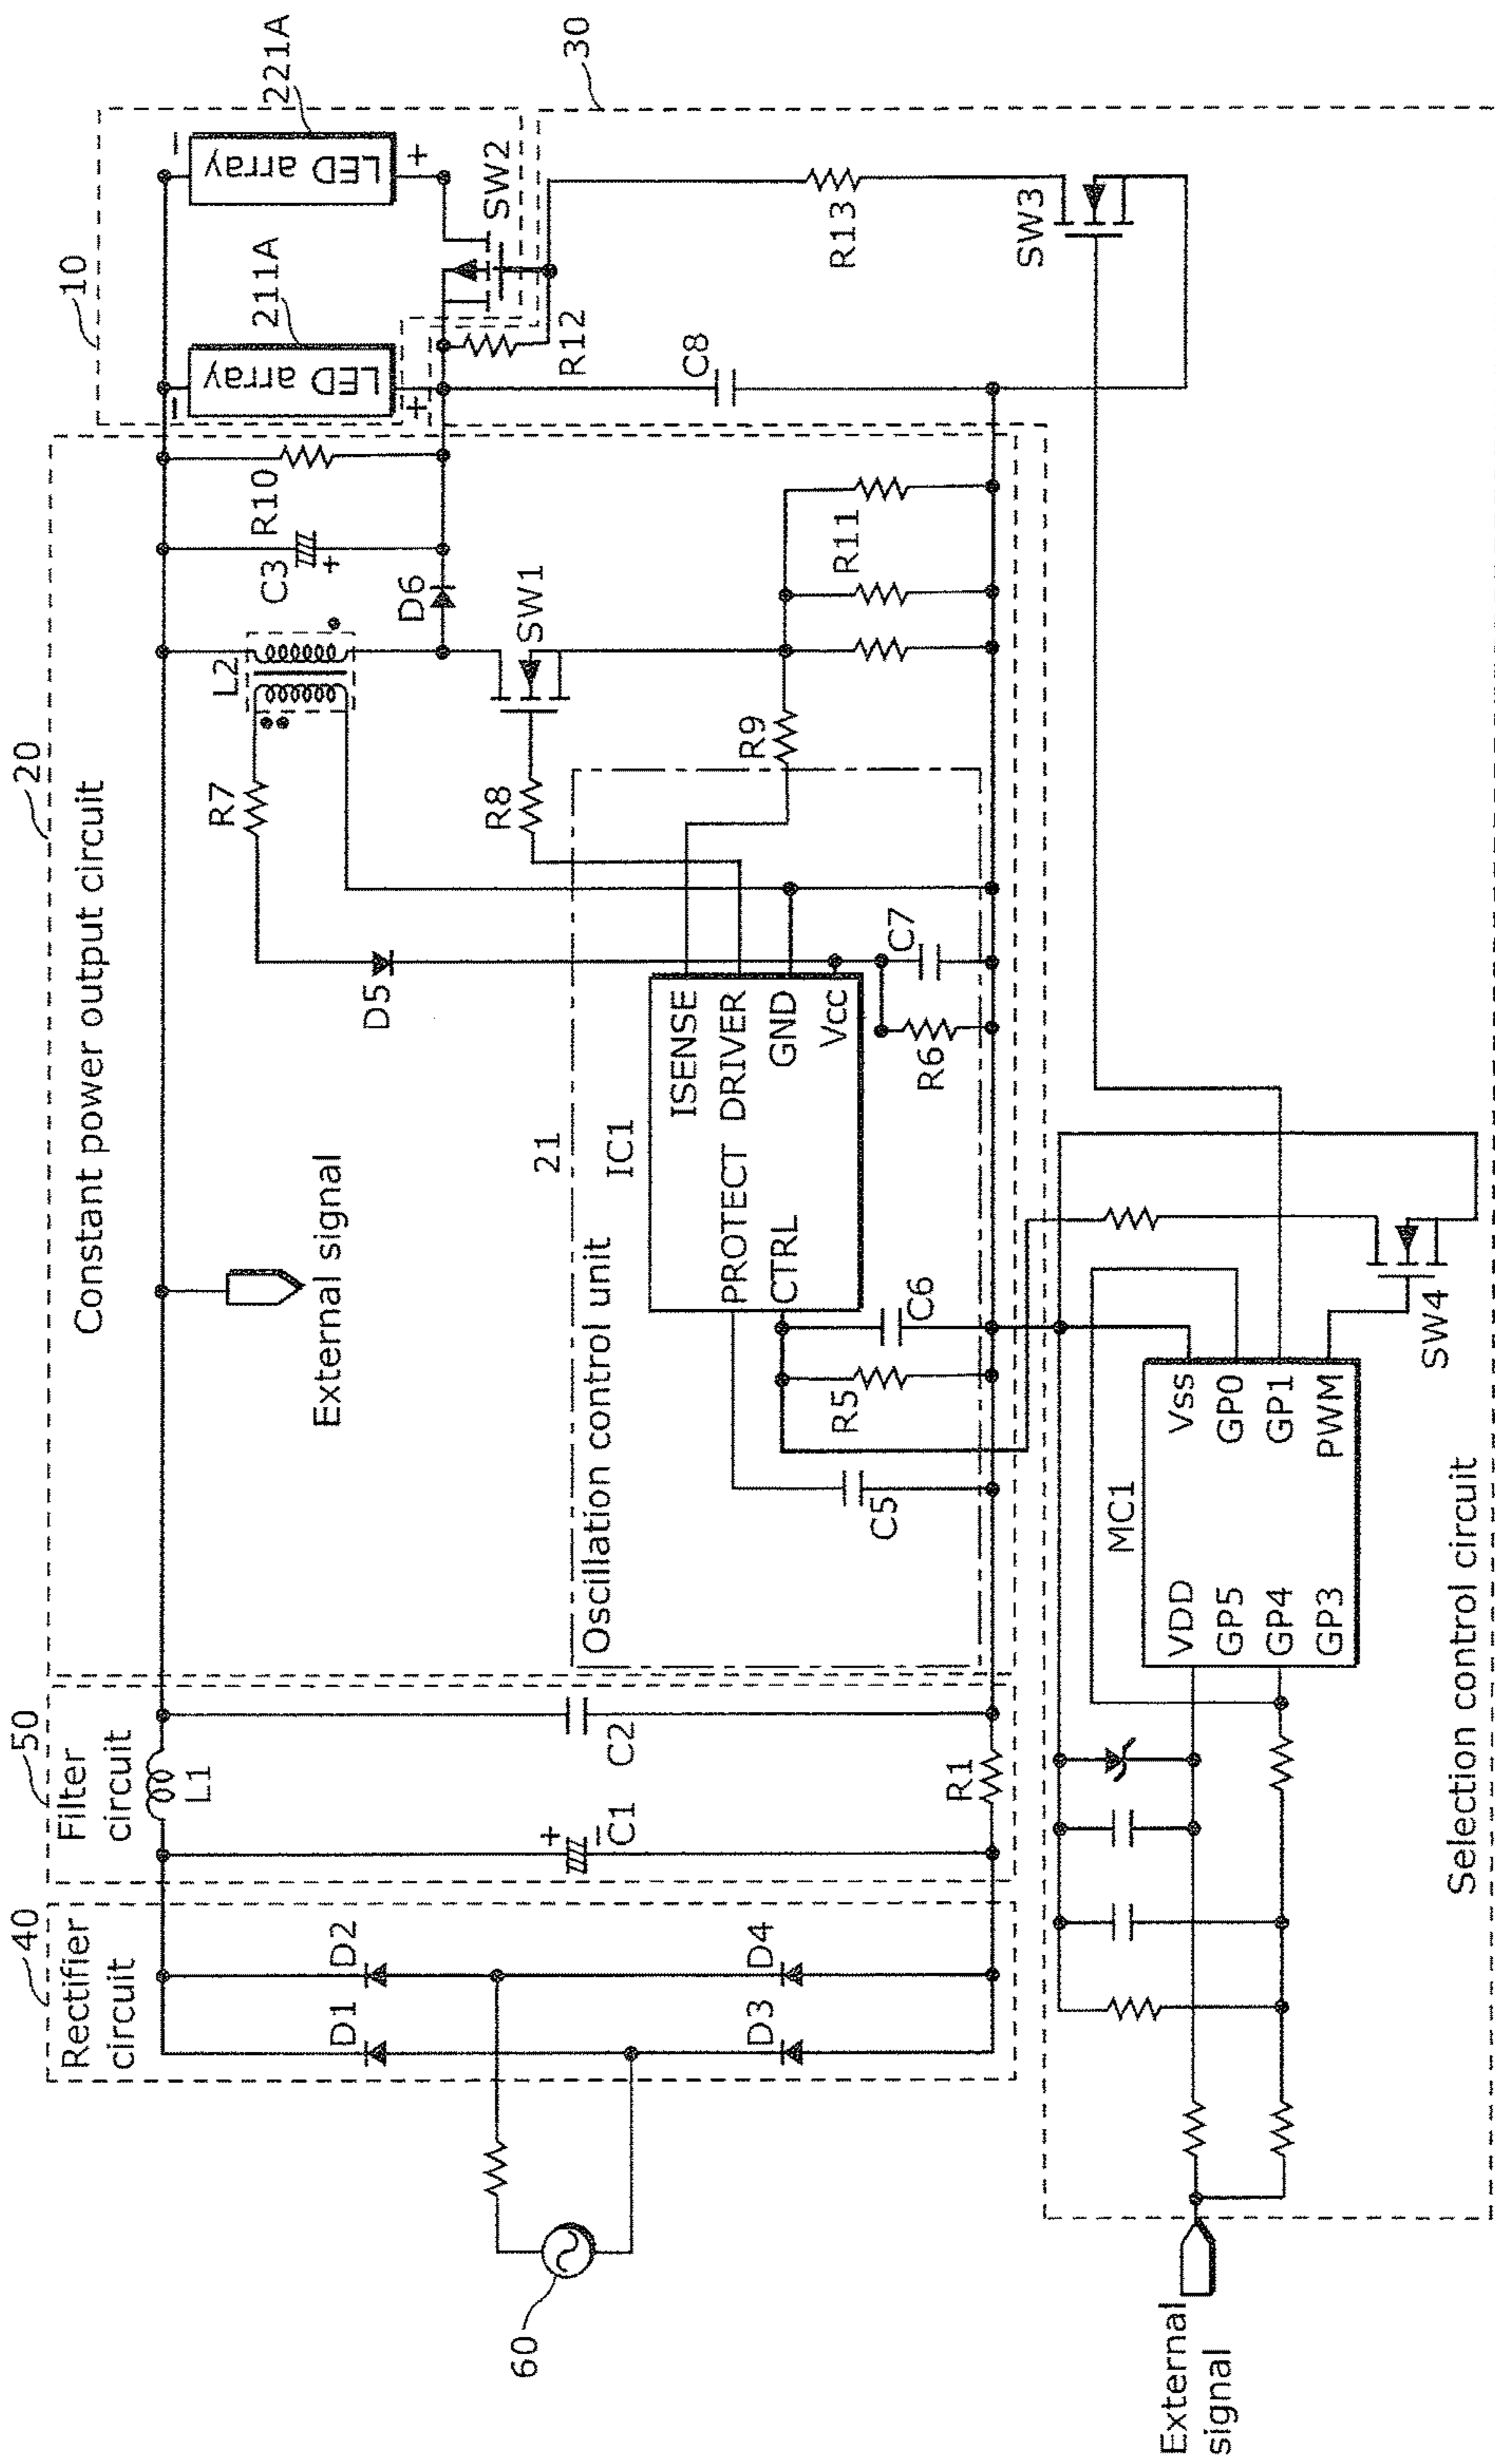 20
Constant power output circuit
10
211A
221A
30
LED array
LED array
−
−
+
+
SW2
R12
R13
SW3
C8
R10
C3
+
L2
D6
SW1
R11
R7
R8
R9
D5
External signal
21
Oscillation control unit
IC1
ISENSE
PROTECT DRIVER
CTRL
GND
Vcc
C7
R6
C6
R5
C5
50
Filter
circuit
L1
C2
C1
+
−
R1
40
Rectifier
circuit
D1
D2
D3
D4
60
MC1
VDD
GP5
GP4
GP3
Vss
GP0
GP1
PWM
SW4
Selection control circuit
External
signal